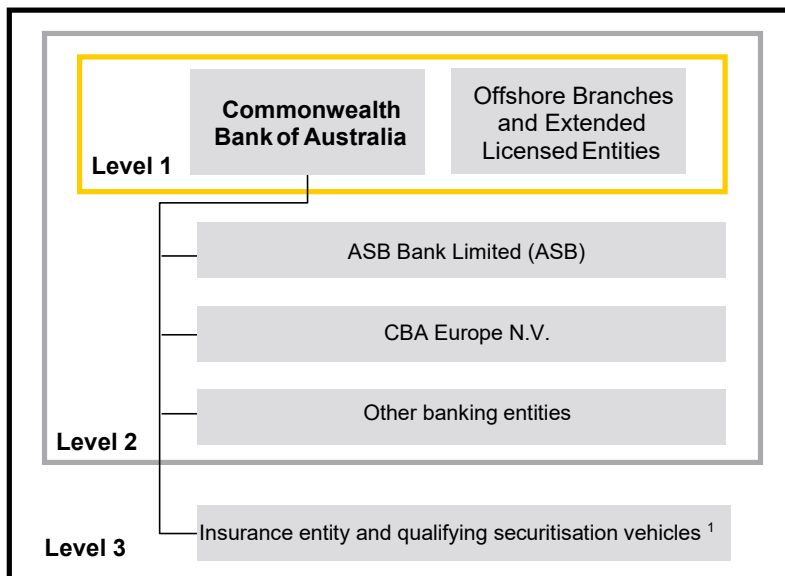 Commonwealth
Bank of Australia
Offshore Branches
and Extended
Licensed Entities
Level 1
ASB Bank Limited (ASB)
CBA Europe N.V.
Other banking entities
Level 2
Insurance entity and qualifying securitisation vehicles ¹
Level 3